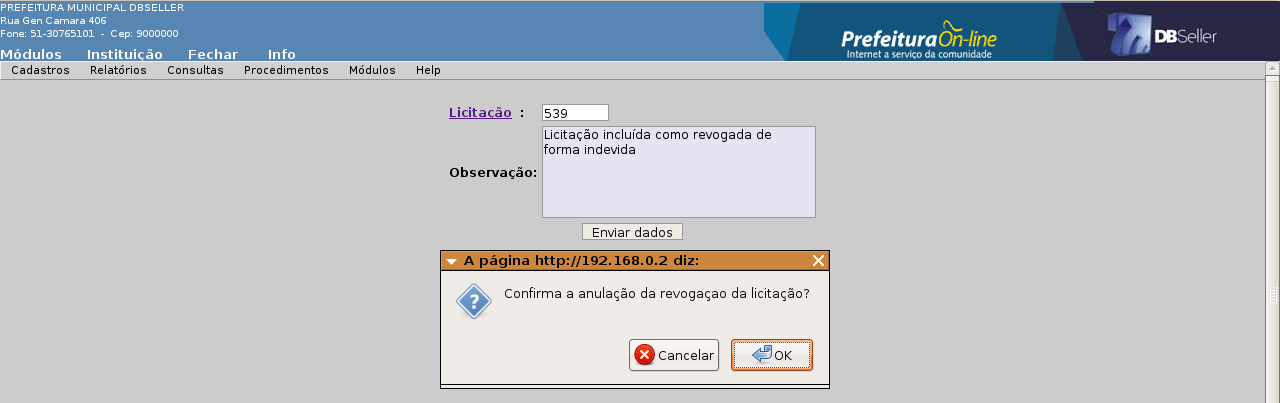 PREFEITURA MUNICIPAL DBSELLER
Rua Gen Camara 406
Fone: 51-30765101 - Cep: 9000000
Módulos Instituição Fechar Info
PrefeituraOn-line
Internet a serviço da comunidade
DBSeller
Cadastros Relatórios Consultas Procedimentos Módulos Help
Licitação : 539
Licitação incluída como revogada de
forma indevida
Observação:
Enviar dados
A página http://192.168.0.2 diz:
Confirma a anulação da revogaçao da licitação?
Cancelar OK